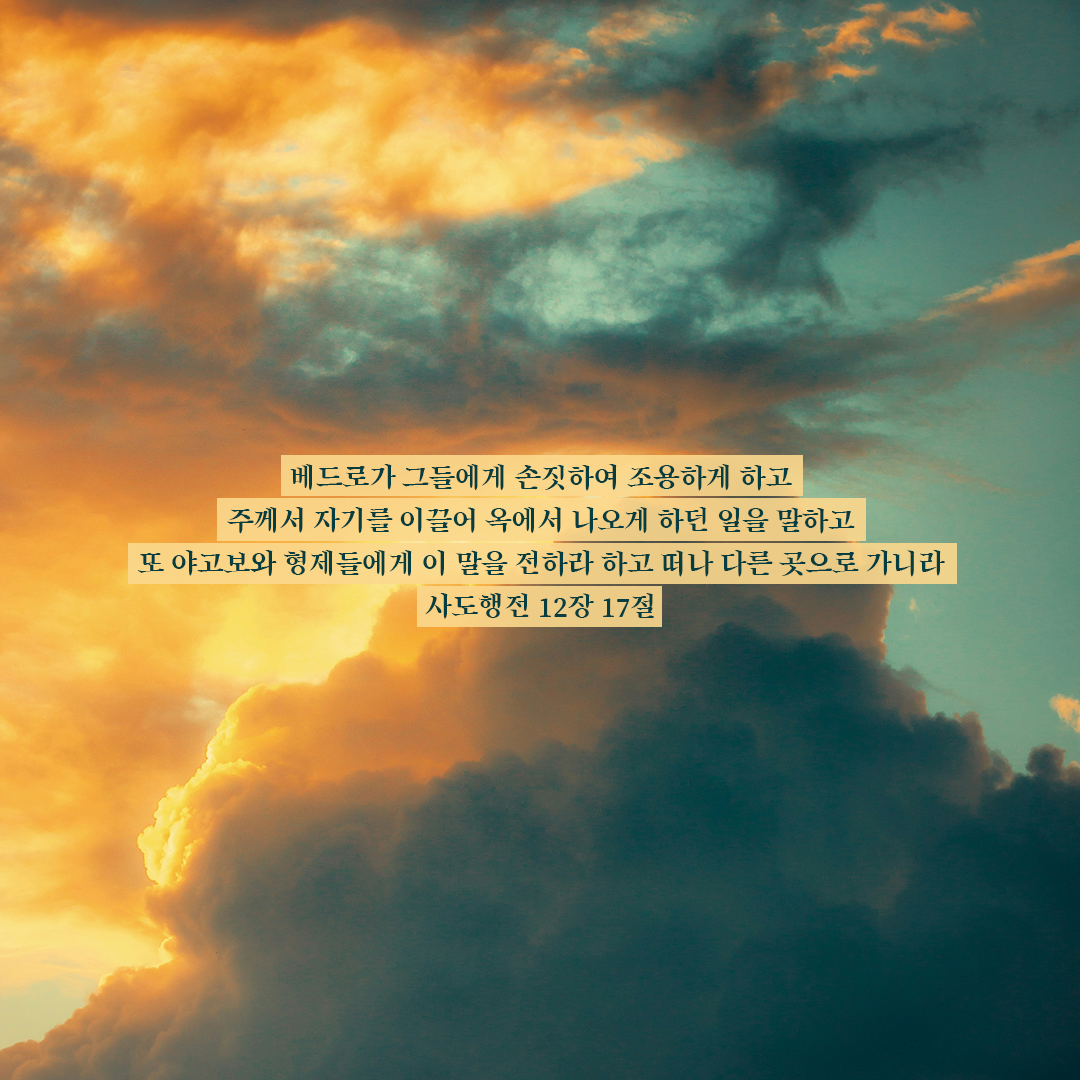 베드로가 그들에게 손짓하여 조용하게 하고
주께서 자기를 이끌어 옥에서 나오게 하던 일을 말하고
또 야고보와 형제들에게 이 말을 전하라 하고 떠나 다른 곳으로 가니라
사도행전 12장 17절